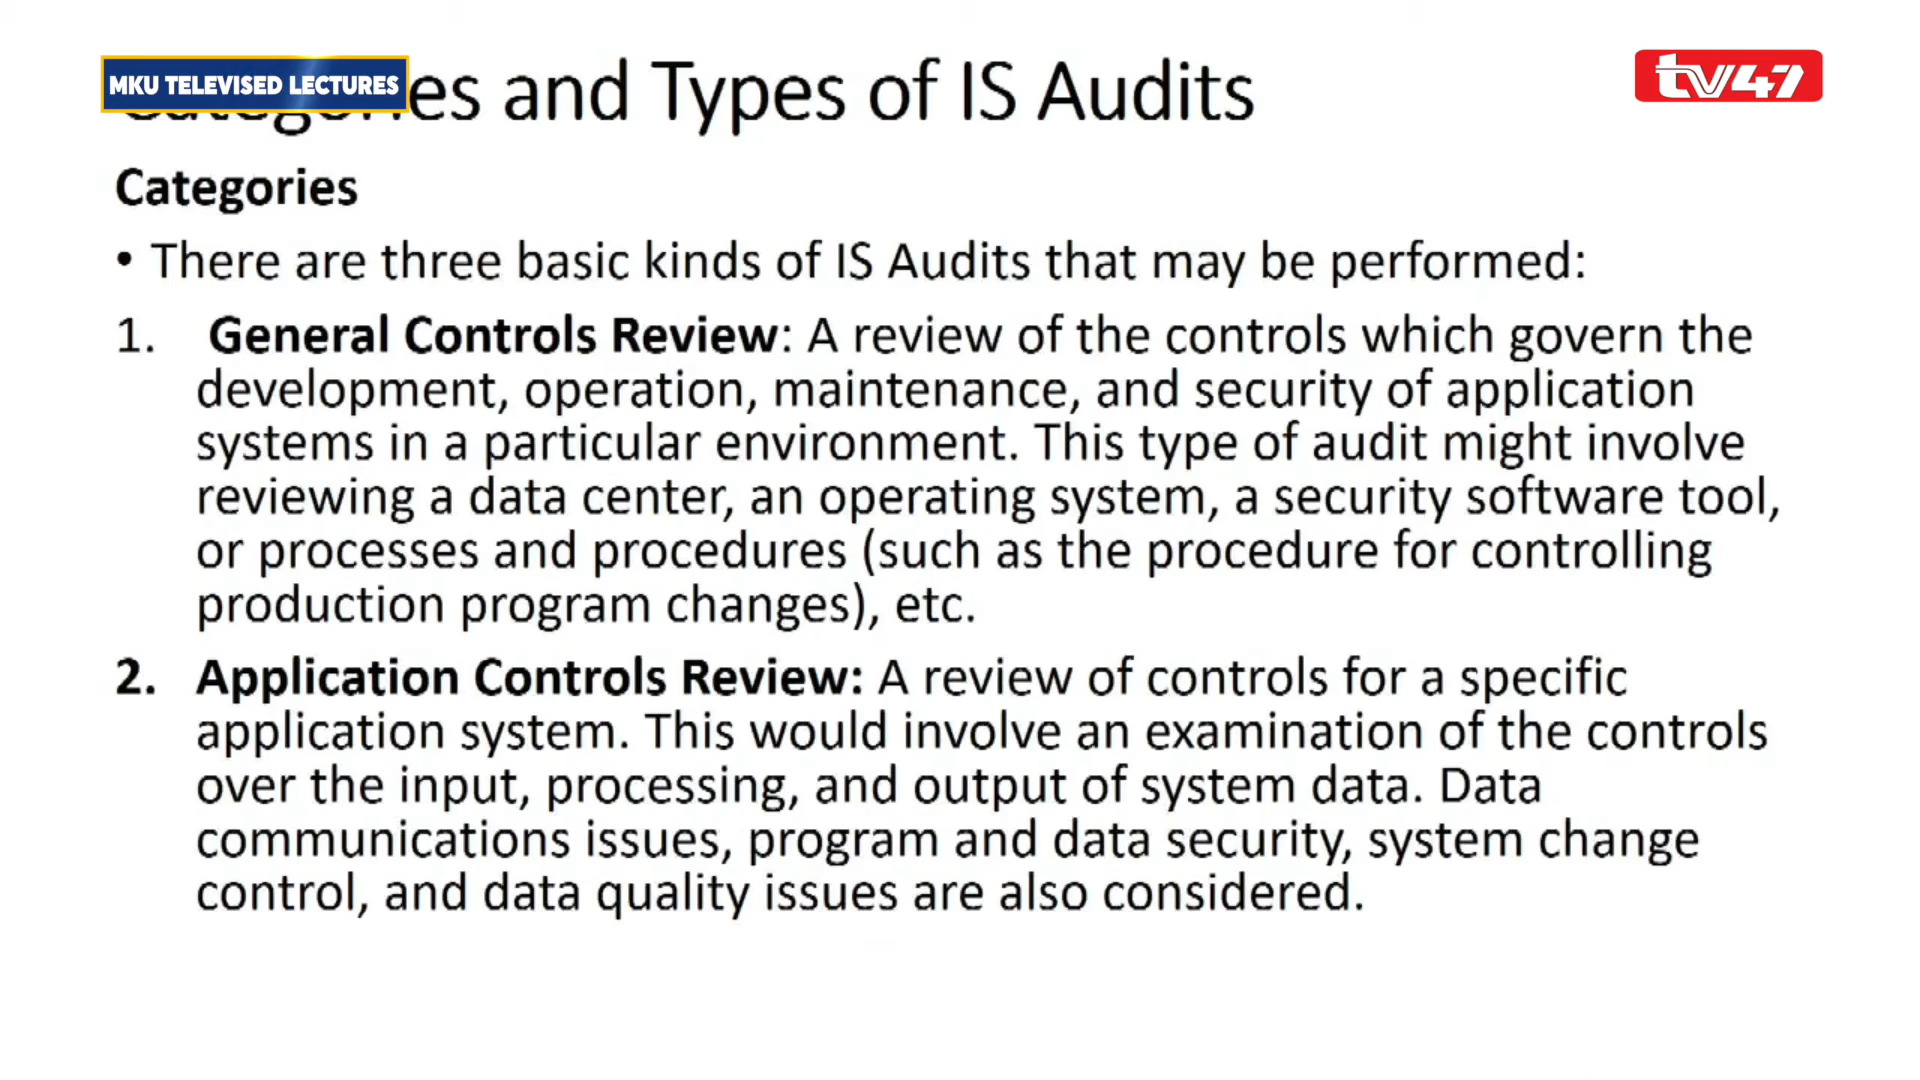 MKU TELEVISED LECTURES
tv47
Categories and Types of IS Audits
Categories
• There are three basic kinds of IS Audits that may be performed:
1. General Controls Review: A review of the controls which govern the
development, operation, maintenance, and security of application
systems in a particular environment. This type of audit might involve
reviewing a data center, an operating system, a security software tool,
or processes and procedures (such as the procedure for controlling
production program changes), etc.
2. Application Controls Review: A review of controls for a specific
application system. This would involve an examination of the controls
over the input, processing, and output of system data. Data
communications issues, program and data security, system change
control, and data quality issues are also considered.